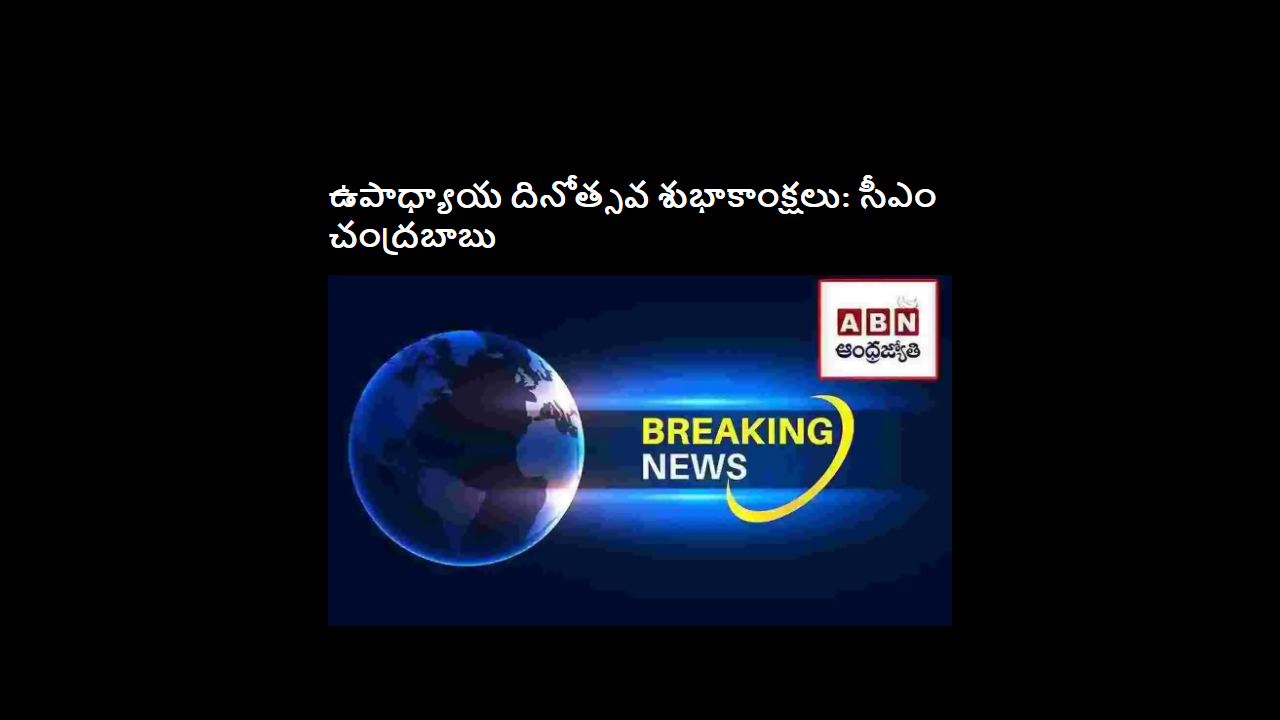 ఉపాధ్యాయ దినోత్సవ శుభాకాంక్షలు: సీఎం
చంద్రబాబు
ABN
ఆంధ్రజ్యోతి
BREAKING
NEWS